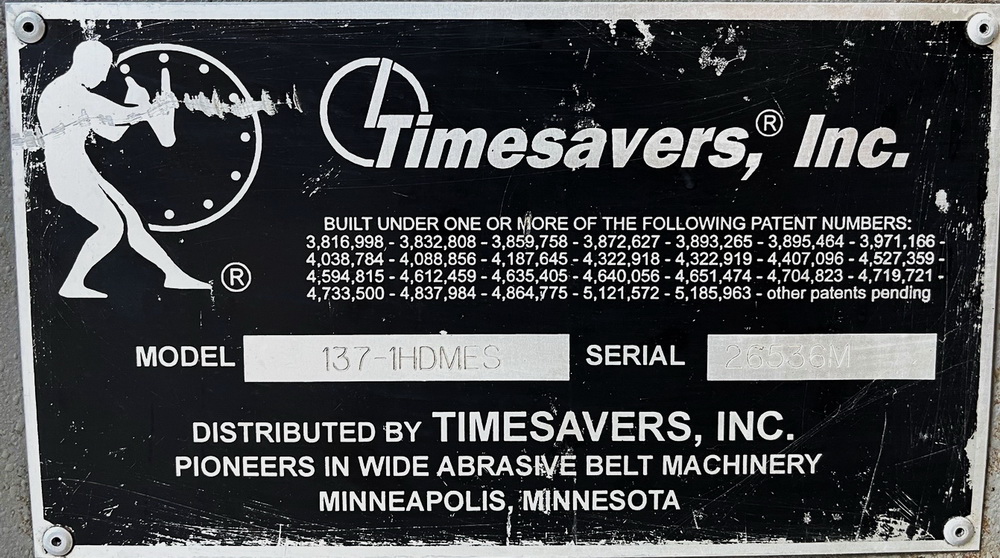 Timesavers,® Inc.
BUILT UNDER ONE OR MORE OF THE FOLLOWING PATENT NUMBERS:
3,816,998 - 3,832,808 - 3,859,758 - 3,872,627 - 3,893,265 - 3,895,464 - 3,971,166 -
4,038,784 - 4,088,856 - 4,187,645 - 4,322,918 - 4,322,919 - 4,407,096 - 4,527,359 -
4,594,815 - 4,612,459 - 4,635,405 - 4,640,056 - 4,651,474 - 4,704,823 - 4,719,721 -
4,733,500 - 4,837,984 - 4,864,775 - 5,121,572 - 5,185,963 - other patents pending
®
MODEL 137-1HDMES SERIAL 26536M
DISTRIBUTED BY TIMESAVERS, INC.
PIONEERS IN WIDE ABRASIVE BELT MACHINERY
MINNEAPOLIS, MINNESOTA